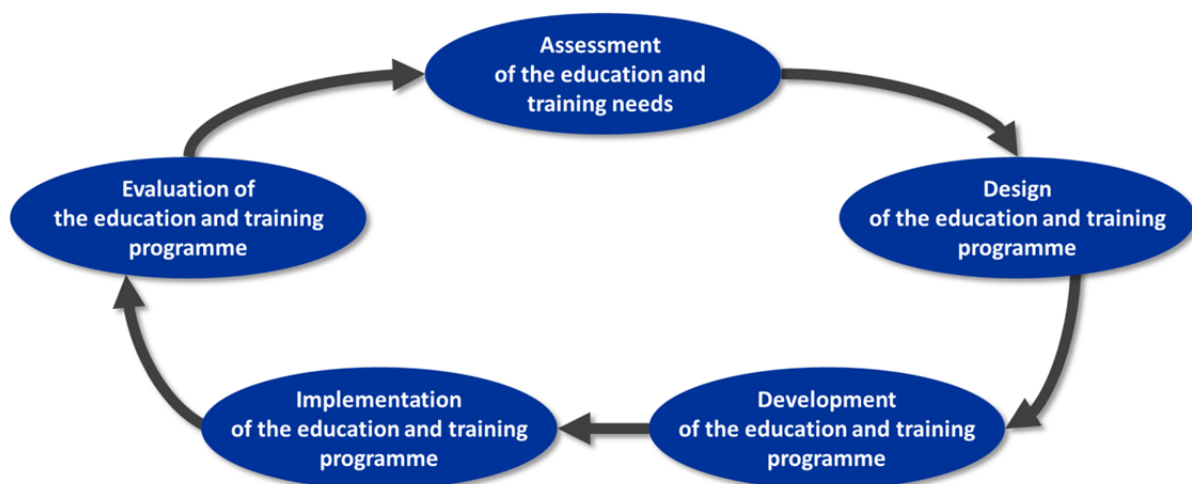 Assessment
of the education and
training needs
Design
of the education and training
programme
Development
of the education and training
programme
Implementation
of the education and training
programme
Evaluation of
the education and training
programme